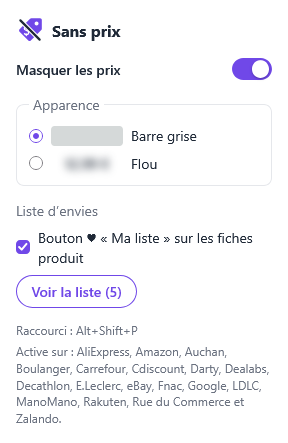 Sans prix
Masquer les prix
Apparence
Barre grise
Flou
Liste d'envies
Bouton ♥ « Ma liste » sur les fiches
produit
Voir la liste (5)
Raccourci : Alt+Shift+P
Active sur : AliExpress, Amazon, Auchan,
Boulanger, Carrefour, Cdiscount, Darty, Dealabs,
Decathlon, E.Leclerc, eBay, Fnac, Google, LDLC,
ManoMano, Rakuten, Rue du Commerce et
Zalando.